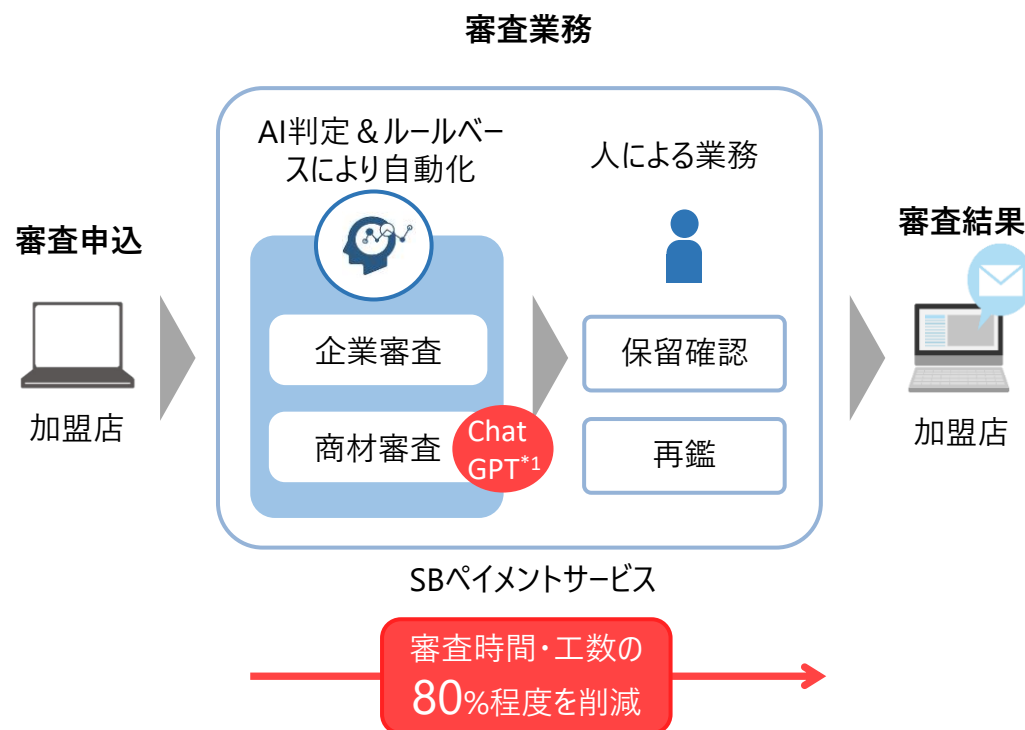 審査業務
審査申込
加盟店
AI判定&ルールベー
スにより自動化
企業審査
商材審査
Chat
GPT*1
人による業務
保留確認
再鑑
審査結果
加盟店
SBペイメントサービス
審査時間・工数の
80%程度を削減